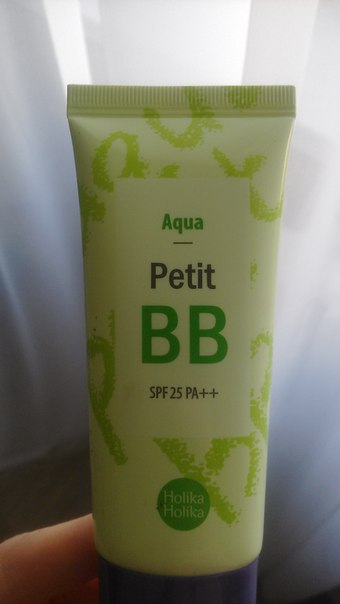 Aqua
Petit
BB
SPF 25 PA++
Holika
Holika